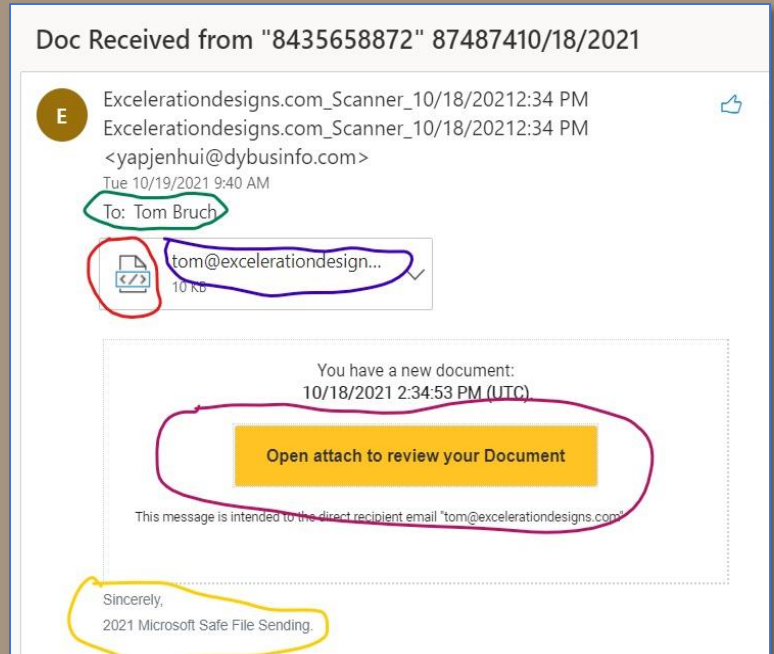 Doc Received from "8435658872" 87487410/18/2021
E
Excelerationdesigns.com_Scanner_10/18/20212:34 PM
Excelerationdesigns.com_Scanner_10/18/20212:34 PM
<yapjenhui@dybusinfo.com>
Tue 10/19/2021 9:40 AM
To: Tom Bruch
</>
tom@excelerationdesign...
10 KB
You have a new document:
10/18/2021 2:34:53 PM (UTC).
Open attach to review your Document
This message is intended to the direct recipient email "tom@excelerationdesigns.com"
Sincerely,
2021 Microsoft Safe File Sending.